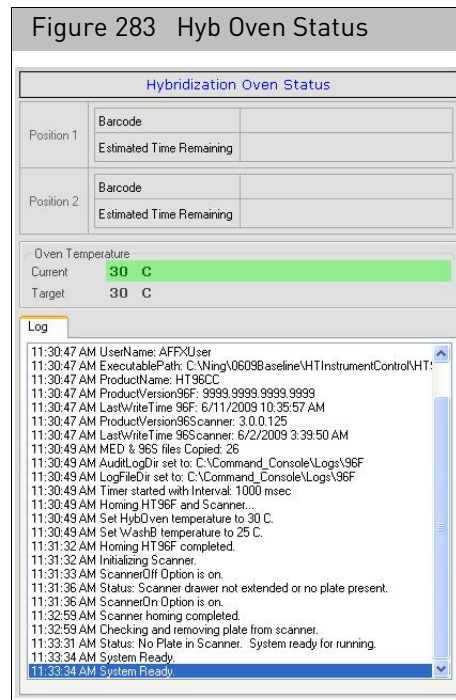 Figure 283 Hyb Oven Status
Hybridization Oven Status
Position 1
Barcode
Estimated Time Remaining
Position 2
Barcode
Estimated Time Remaining
Oven Temperature
Current 30 C
Target 30 C
Log
11:30:47 AM UserName: AFFXUser
11:30:47 AM ExecutablePath: C:\Ning\0609Baseline\HTInstrumentControl\HT
11:30:47 AM ProductName: HT96CC
11:30:47 AM ProductVersion96F: 9999.9999.9999.9999
11:30:47 AM LastWriteTime 96F: 6/11/2009 10:35:57 AM
11:30:47 AM ProductVersion96Scanner: 3.0.0.125
11:30:47 AM LastWriteTime 96Scanner: 6/2/2009 3:39:50 AM
11:30:49 AM MED & 96S files Copied: 26
11:30:49 AM AuditLogDir set to: C:\Command_Console\Logs\96F
11:30:49 AM LogFileDir set to: C:\Command_Console\Logs\96F
11:30:49 AM Timer started with Interval: 1000 msec
11:30:49 AM Homing HT96F and Scanner...
11:30:49 AM Set HybOven temperature to 30 C.
11:30:49 AM Set WashB temperature to 25 C.
11:31:32 AM Homing HT96F completed.
11:31:32 AM Initializing Scanner.
11:31:33 AM ScannerOff Option is on.
11:31:36 AM Status: Scanner drawer not extended or no plate present.
11:31:36 AM ScannerOn Option is on.
11:32:59 AM Scanner homing completed.
11:32:59 AM Checking and removing plate from scanner.
11:33:31 AM Status: No Plate in Scanner. System ready for running.
11:33:34 AM System Ready.
11:33:34 AM System Ready.